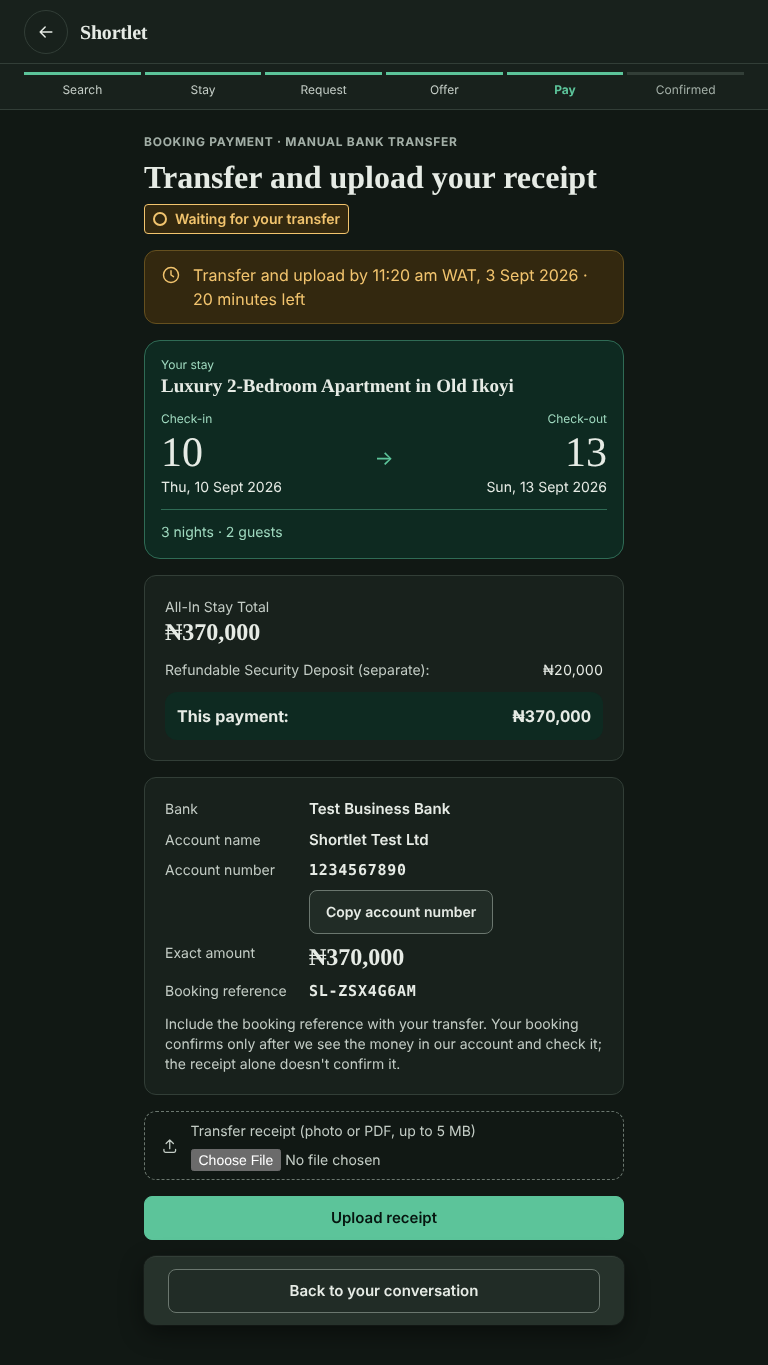 Shortlet
Search
Stay
Request
Offer
Pay
Confirmed
BOOKING PAYMENT · MANUAL BANK TRANSFER
Transfer and upload your receipt
Waiting for your transfer
Transfer and upload by 11:20 am WAT, 3 Sept 2026 ·
20 minutes left
Your stay
Luxury 2-Bedroom Apartment in Old Ikoyi
Check-in
Check-out
10
→
13
Thu, 10 Sept 2026
Sun, 13 Sept 2026
3 nights · 2 guests
All-In Stay Total
₦370,000
Refundable Security Deposit (separate): ₦20,000
This payment: ₦370,000
Bank Test Business Bank
Account name Shortlet Test Ltd
Account number 1234567890
Copy account number
Exact amount ₦370,000
Booking reference SL-ZSX4G6AM
Include the booking reference with your transfer. Your booking
confirms only after we see the money in our account and check it;
the receipt alone doesn't confirm it.
Transfer receipt (photo or PDF, up to 5 MB)
Choose File No file chosen
Upload receipt
Back to your conversation